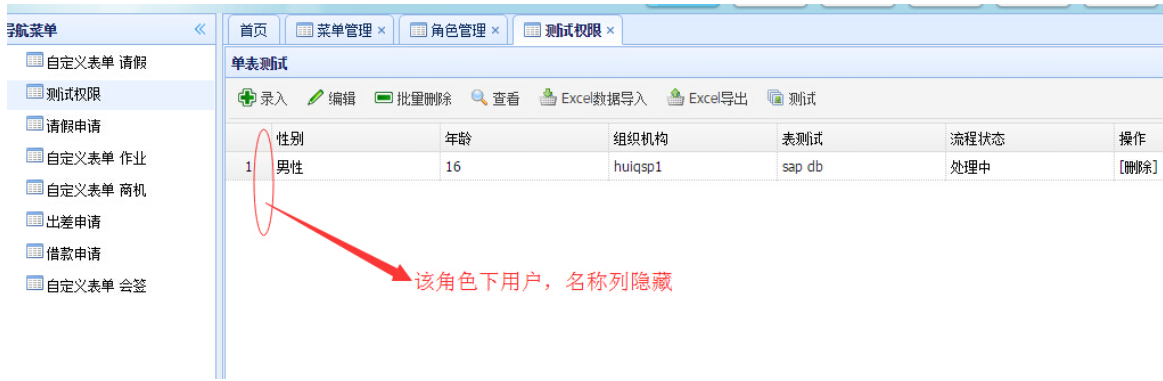 导航菜单
首页 菜单管理 × 角色管理 × 测试权限 ×
自定义表单 请假
测试权限
请假申请
自定义表单 作业
自定义表单 商机
出差申请
借款申请
自定义表单 会签
单表测试
录入 编辑 批量删除 查看 Excel数据导入 Excel导出 测试
性别 年龄 组织机构 表测试 流程状态 操作
1 男性 16 huiqsp1 sap db 处理中 [删除]
该角色下用户，名称列隐藏